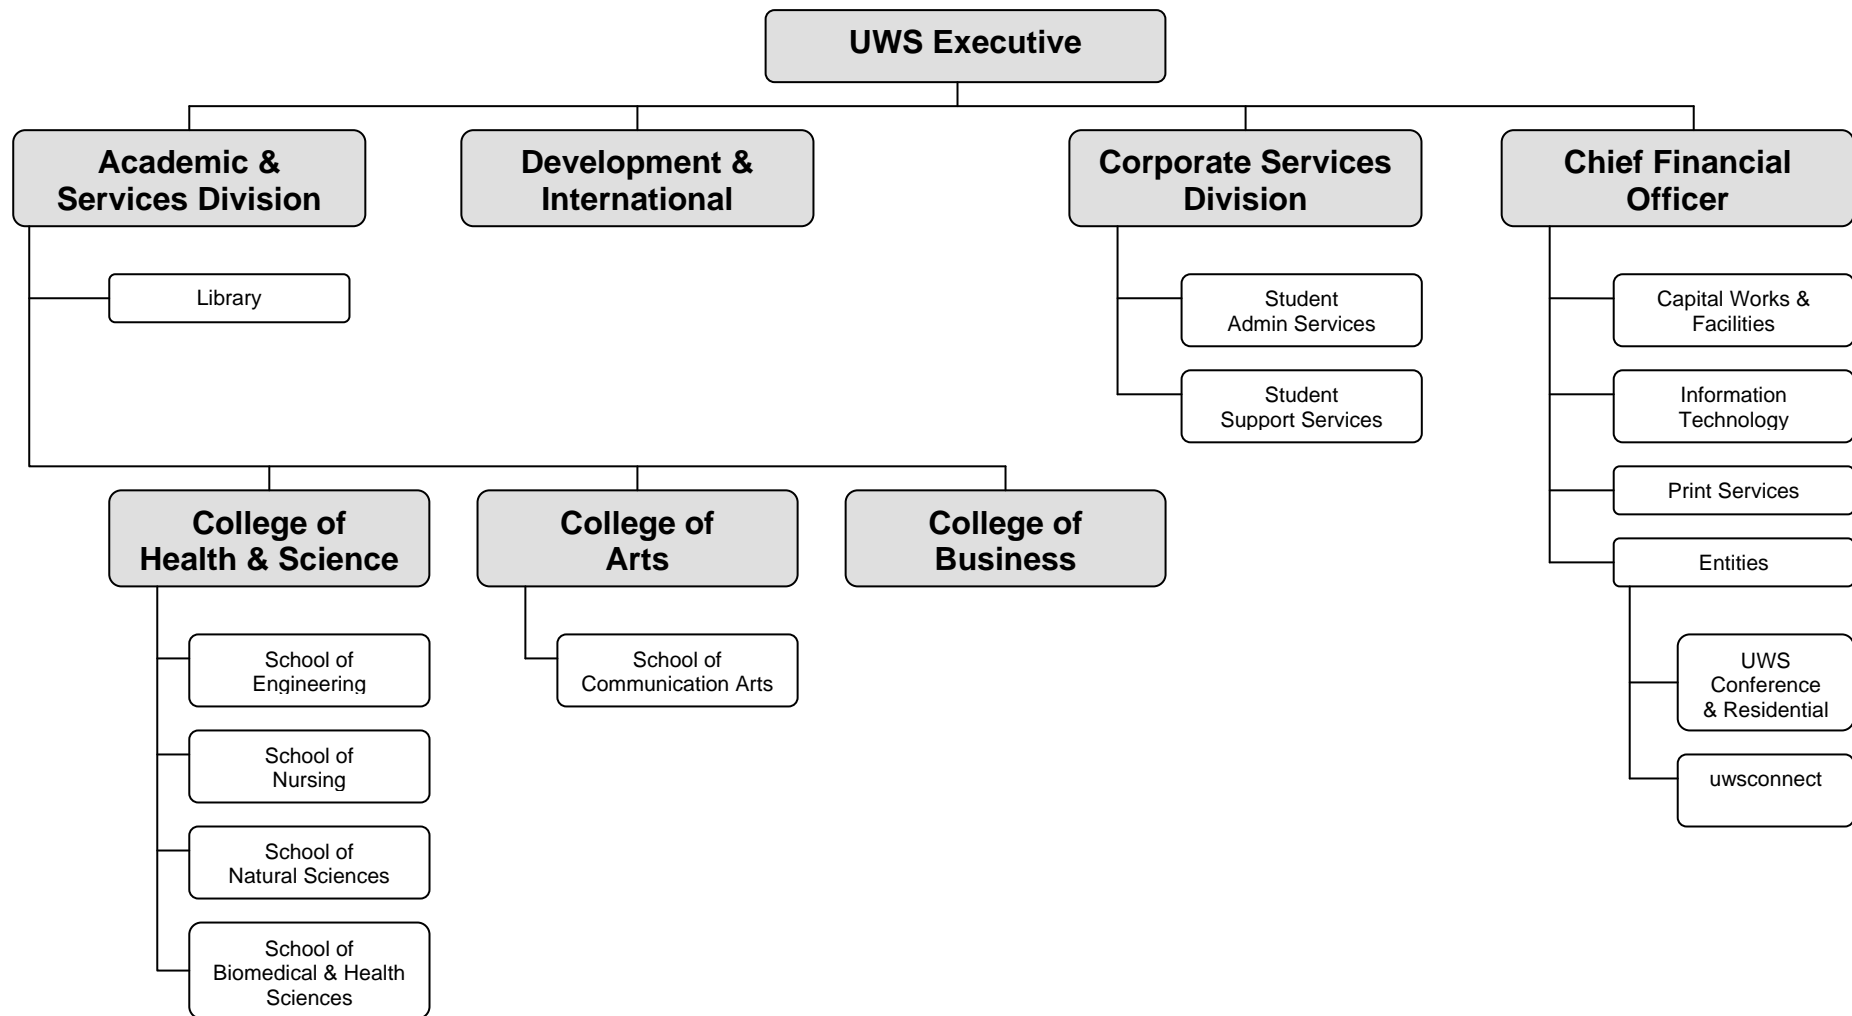 UWS Executive
Academic &
Services Division
Development &
International
Corporate Services
Division
Chief Financial
Officer
Library
Student
Admin Services
Student
Support Services
Capital Works &
Facilities
Information
Technology
Print Services
Entities
UWS
Conference
& Residential
uwsconnect
College of
Health & Science
College of
Arts
College of
Business
School of
Engineering
School of
Nursing
School of
Natural Sciences
School of
Biomedical & Health
Sciences
School of
Communication Arts